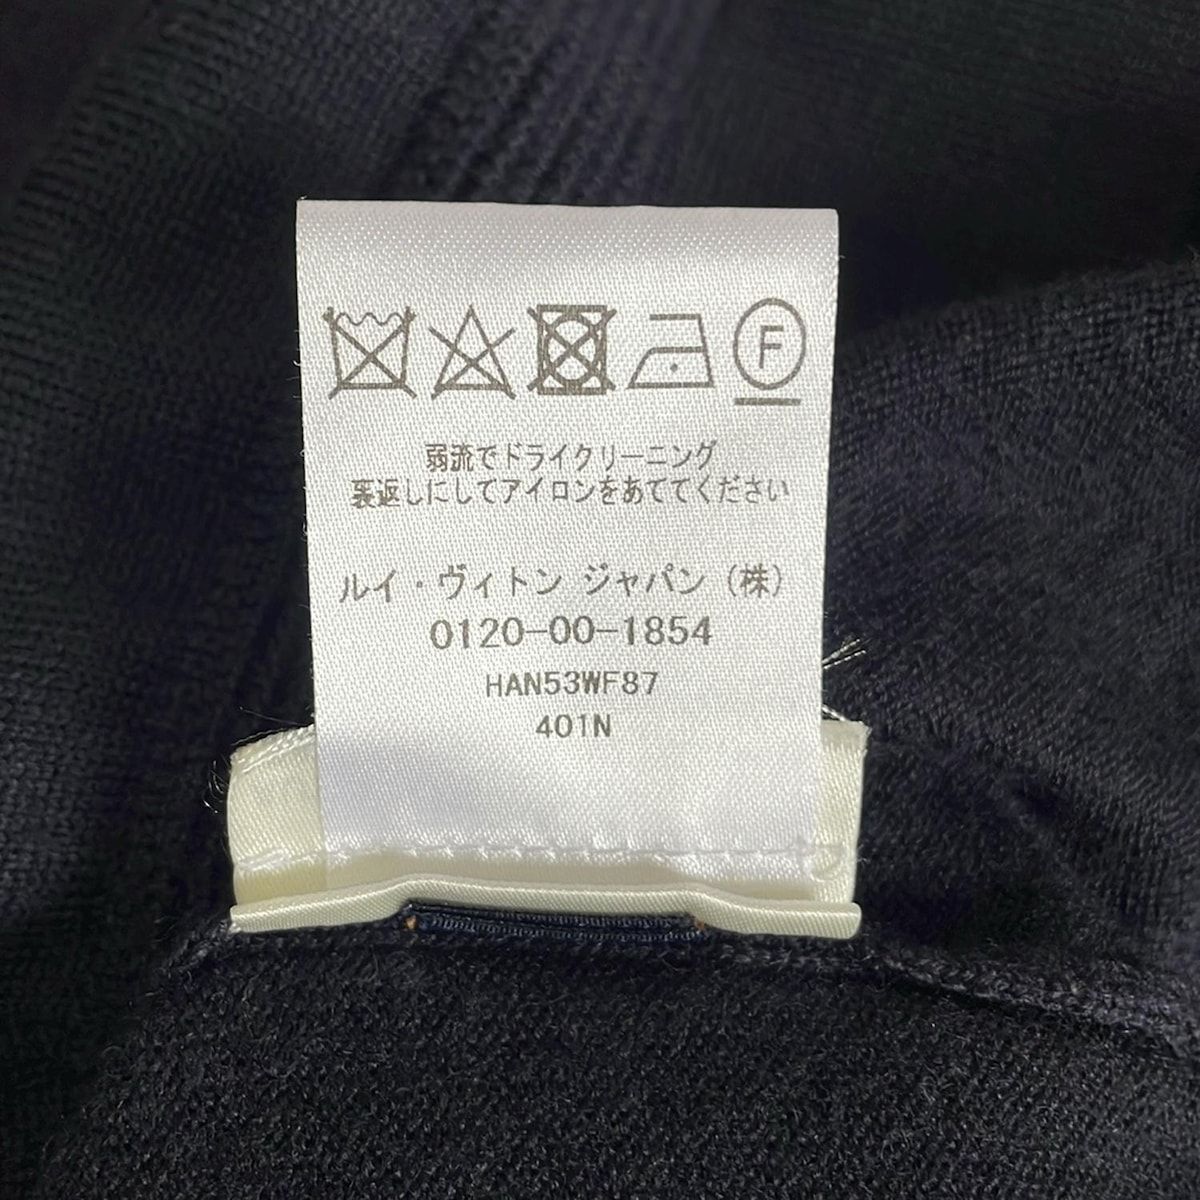 F
弱流でドライクリーニング
裏返しにしてアイロンをあててください
ルイ・ヴィトン ジャパン (株)
0120-00-1854
HAN53WF87
401N